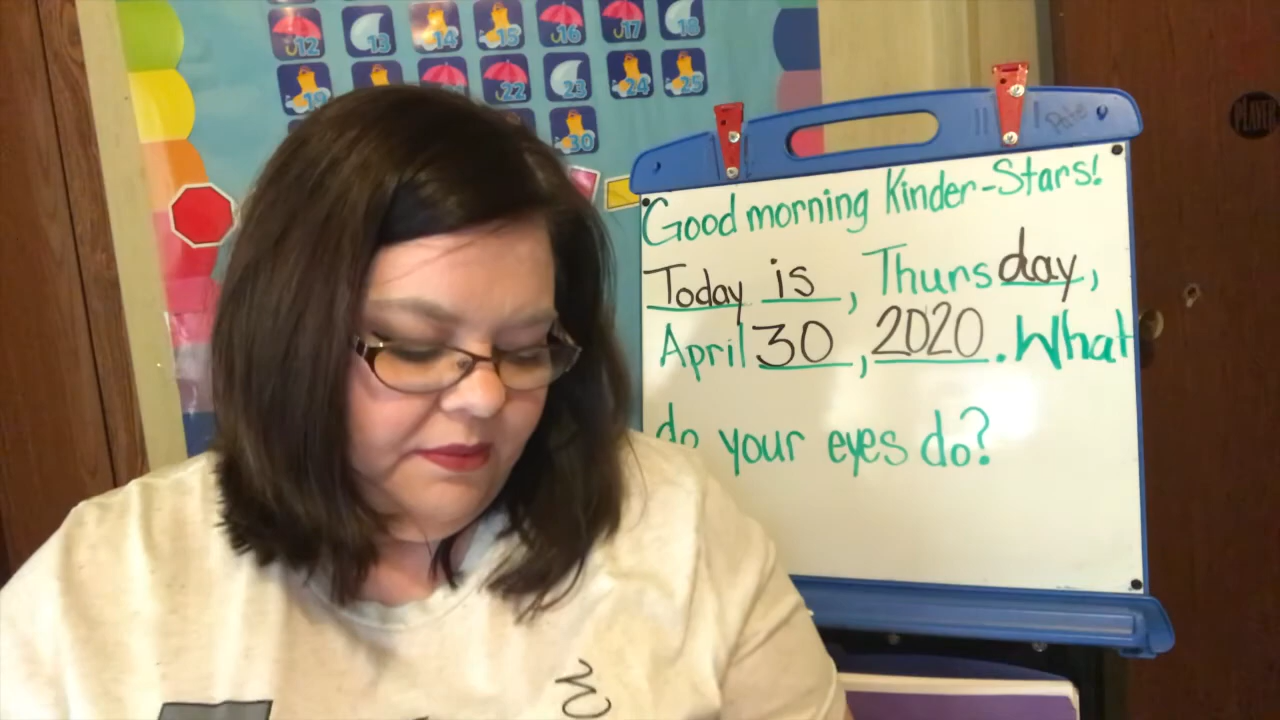 12 13 14 15 16 17 18
19 22 23 24 25
30
Good morning Kinder-Stars!
Today is, Thursday,
April 30, 2020. What
do your eyes do?